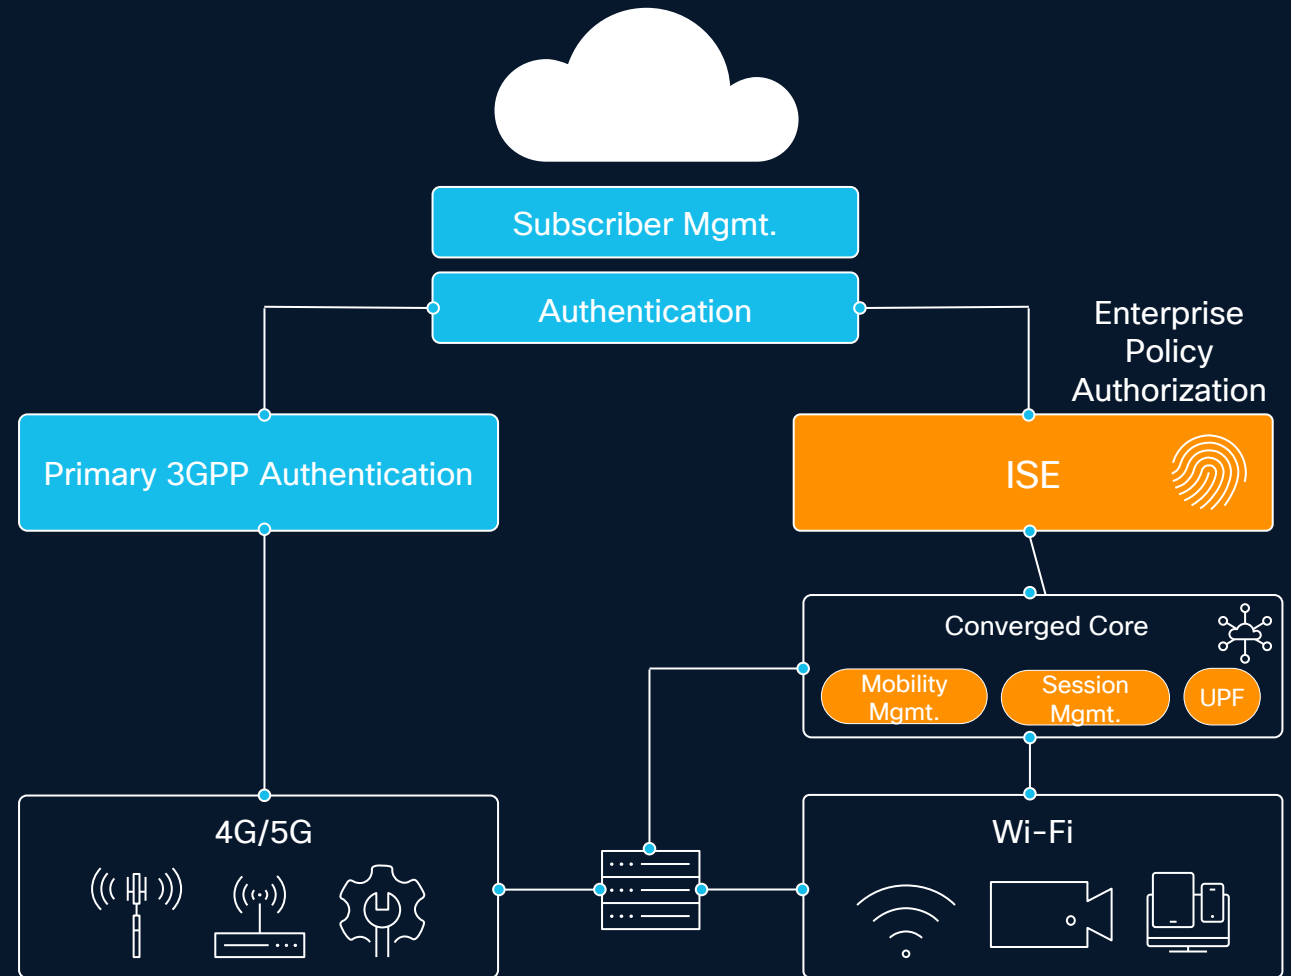 Subscriber Mgmt.
Authentication
Enterprise
Policy
Authorization
Primary 3GPP Authentication
ISE
Converged Core
Mobility
Mgmt.
Session
Mgmt.
UPF
4G/5G
Wi-Fi